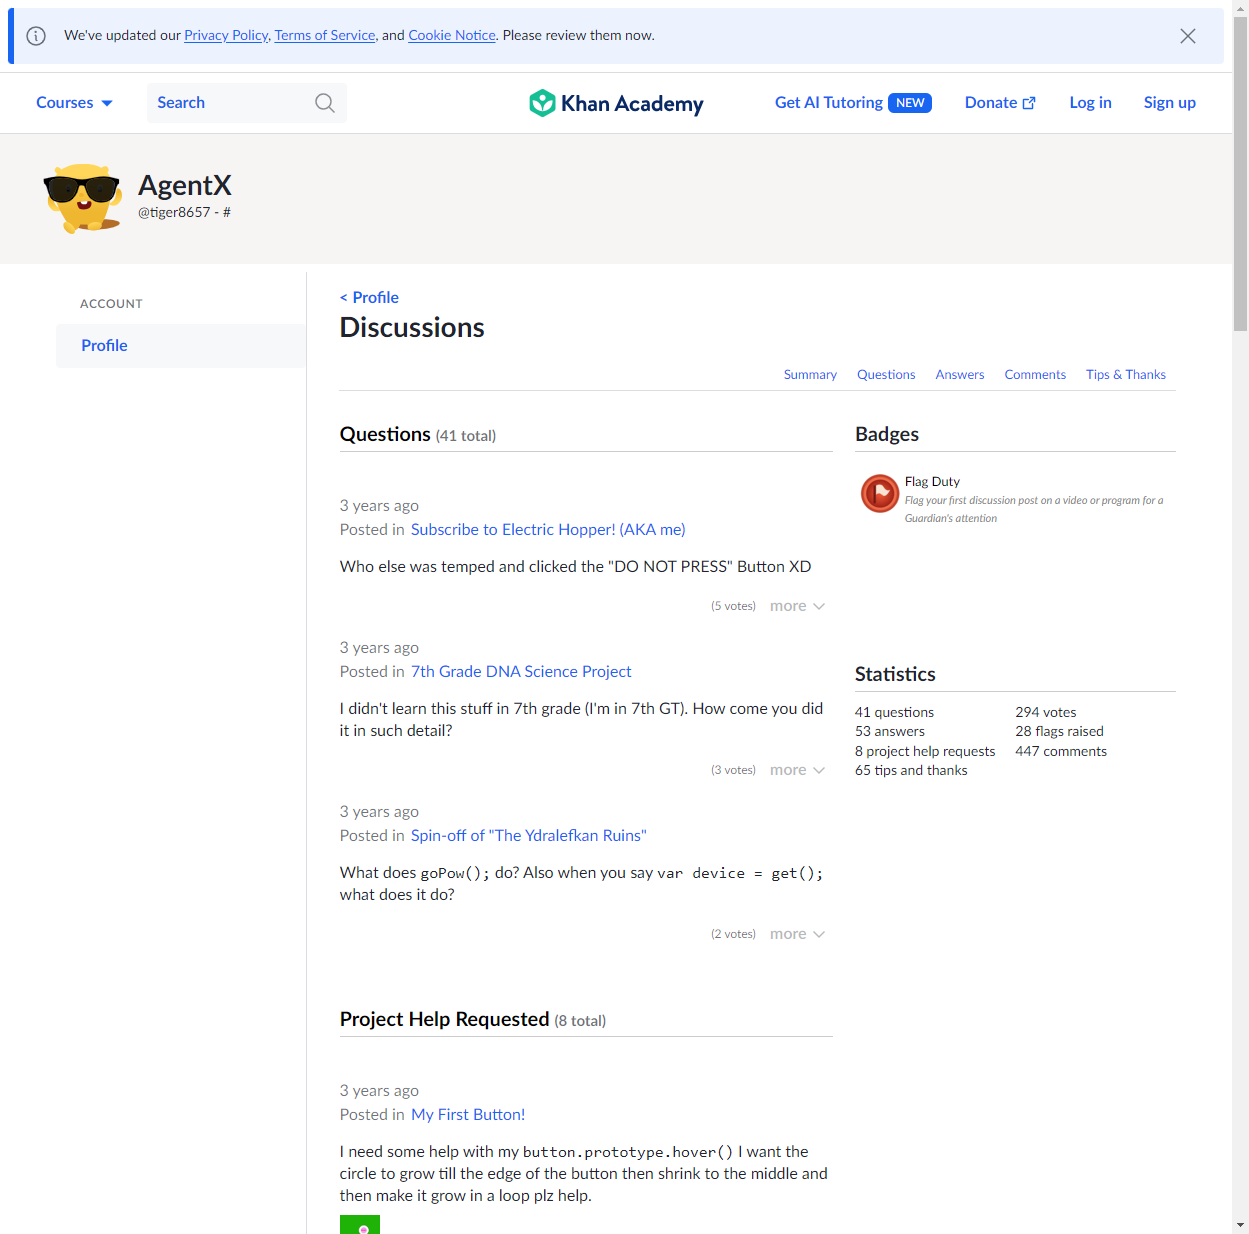 We've updated our Privacy Policy, Terms of Service, and Cookie Notice. Please review them now.
Courses
Search
Khan Academy
Get AI Tutoring NEW
Donate
Log in
Sign up
AgentX
@tiger8657 - #
ACCOUNT
Profile
< Profile
Discussions
Summary
Questions
Answers
Comments
Tips & Thanks
Questions (41 total)
3 years ago
Posted in Subscribe to Electric Hopper! (AKA me)
Who else was temped and clicked the "DO NOT PRESS" Button XD
(5 votes) more
3 years ago
Posted in 7th Grade DNA Science Project
I didn't learn this stuff in 7th grade (I'm in 7th GT). How come you did
it in such detail?
(3 votes) more
3 years ago
Posted in Spin-off of "The Ydralefkan Ruins"
What does goPow(); do? Also when you say var device = get();
what does it do?
(2 votes) more
Project Help Requested (8 total)
3 years ago
Posted in My First Button!
I need some help with my button.prototype.hover() I want the
circle to grow till the edge of the button then shrink to the middle and
then make it grow in a loop plz help.
Badges
Flag Duty
Flag your first discussion post on a video or program for a
Guardian's attention
Statistics
41 questions
53 answers
8 project help requests
65 tips and thanks
294 votes
28 flags raised
447 comments